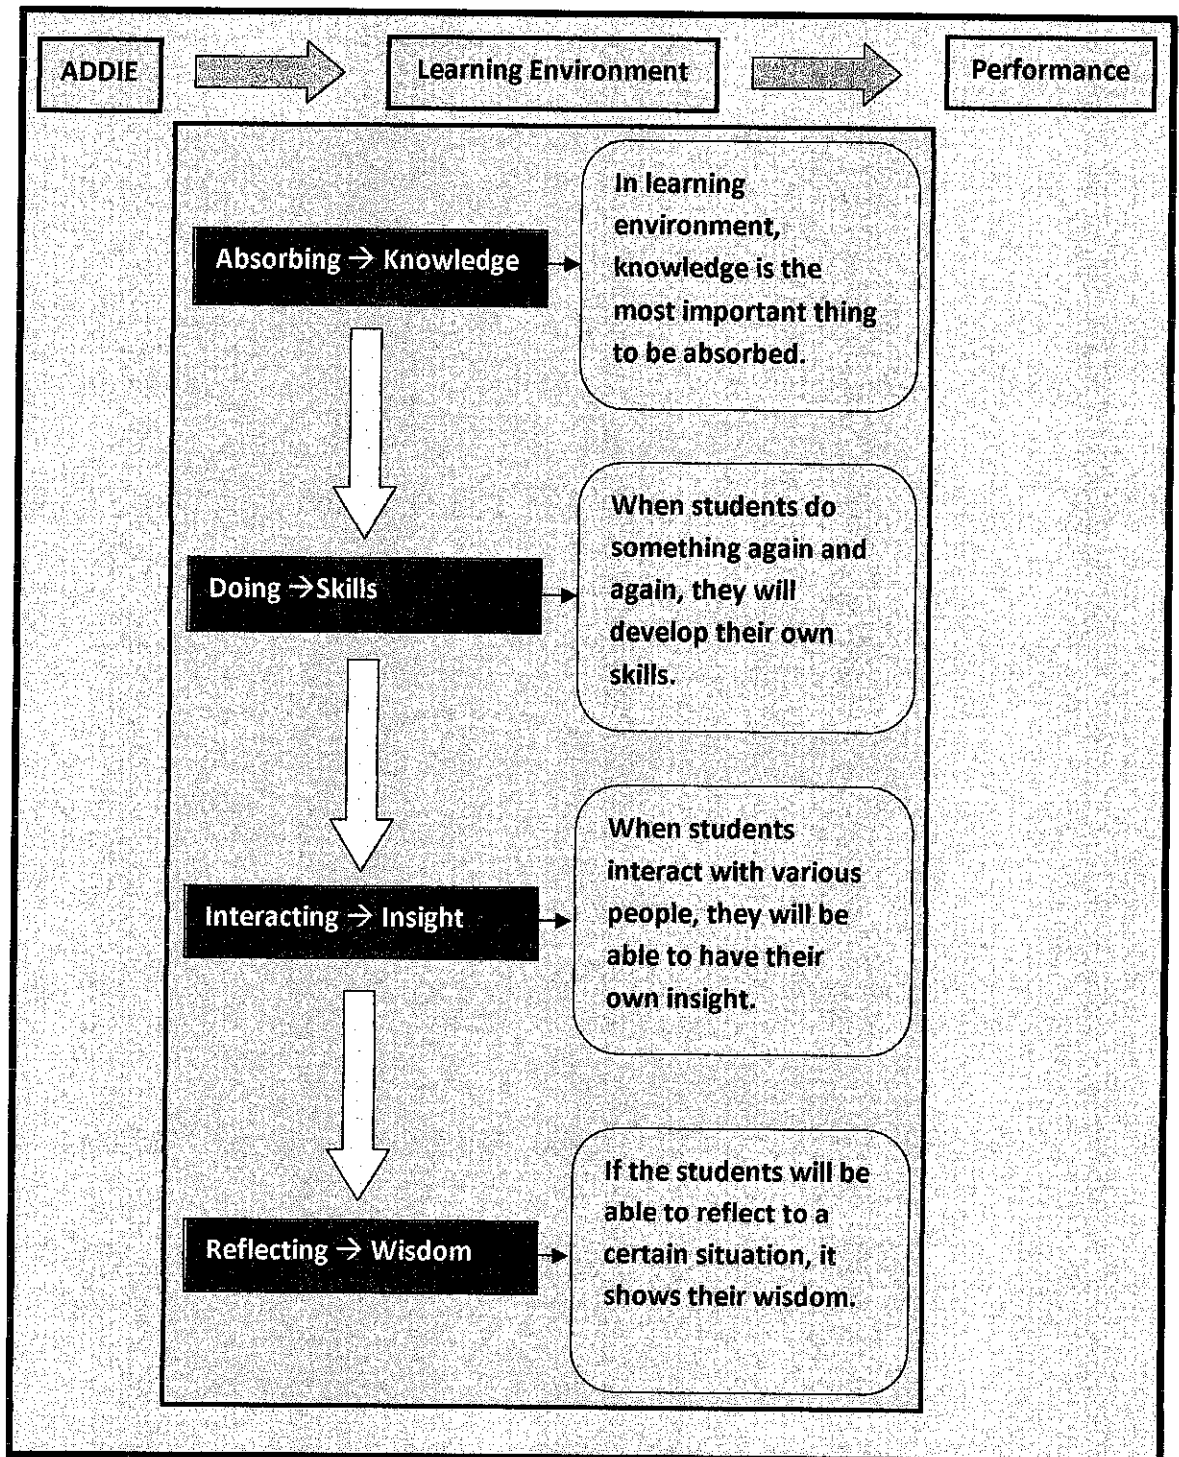 ADDIE
Learning Environment
Performance
Absorbing → Knowledge
In learning
environment,
knowledge is the
most important thing
to be absorbed.
Doing →Skills
When students do
something again and
again, they will
develop their own
skills.
Interacting → Insight
When students
interact with various
people, they will be
able to have their
own insight.
Reflecting → Wisdom
If the students will be
able to reflect to a
certain situation, it
shows their wisdom.